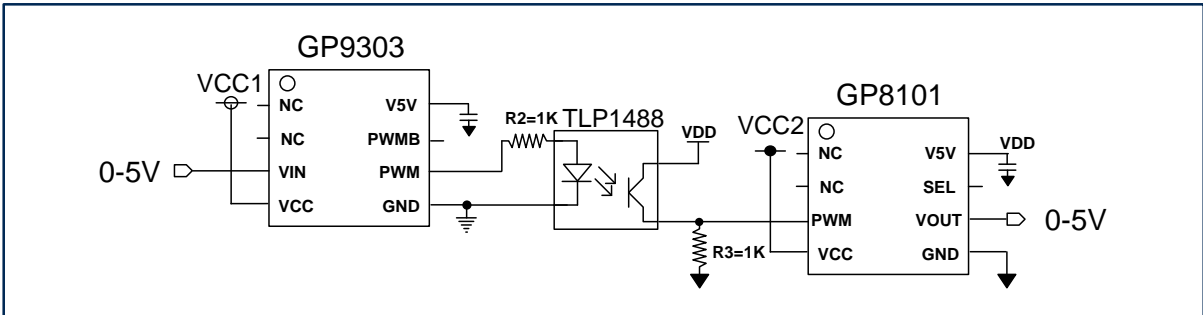 GP9303
VCC1
NC
V5V
NC
PWMB
0-5V
VIN
PWM
VCC
GND
R2=1K
TLP1488
VDD
R3=1K
GP8101
VCC2
NC
V5V
VDD
NC
SEL
PWM
VOUT
0-5V
VCC
GND